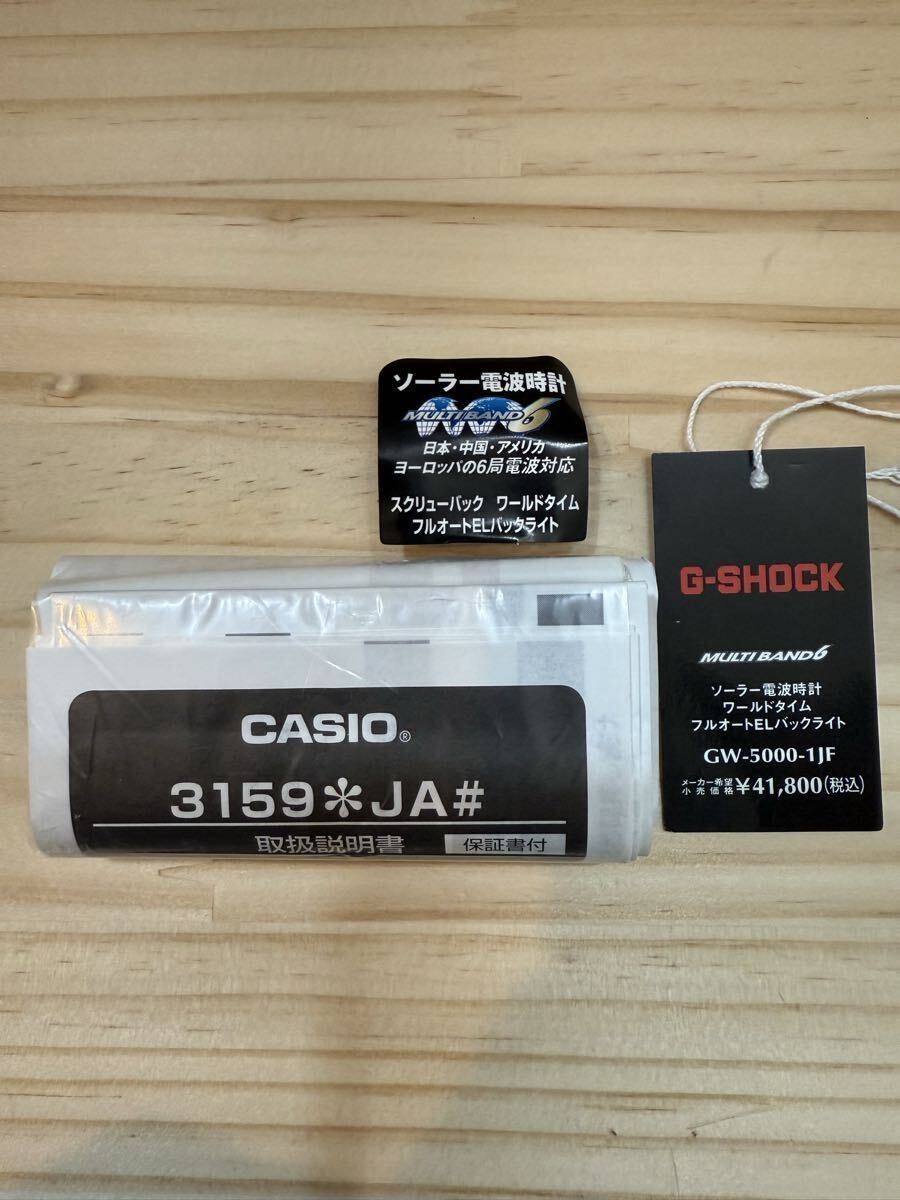 ソーラー電波時計
MULTIBAND6
日本・中国・アメリカ
ヨーロッパの6局電波対応
スクリューバック ワールドタイム
フルオートELバックライト
G-SHOCK
MULTIBAND6
ソーラー電波時計
ワールドタイム
フルオートELバックライト
GW-5000-1JF
メーカー希望
小売価格 ¥41,800(税込)
CASIO®
3159＊JA#
取扱説明書 保証書付